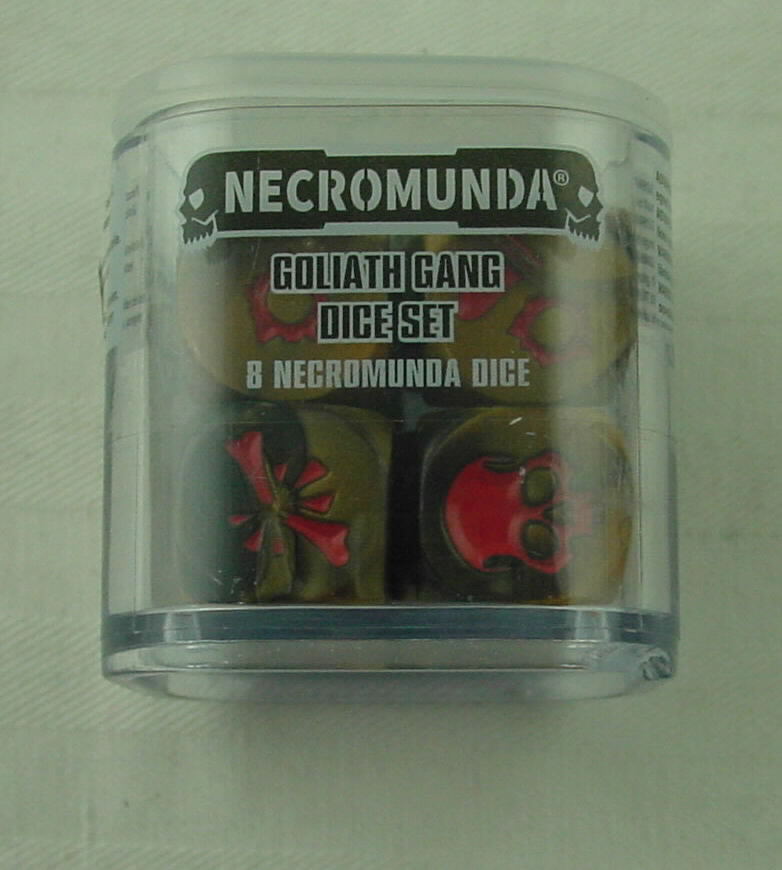 NECROMUNDA®
GOLIATH GANG
DICE SET
8 NECROMUNDA DICE